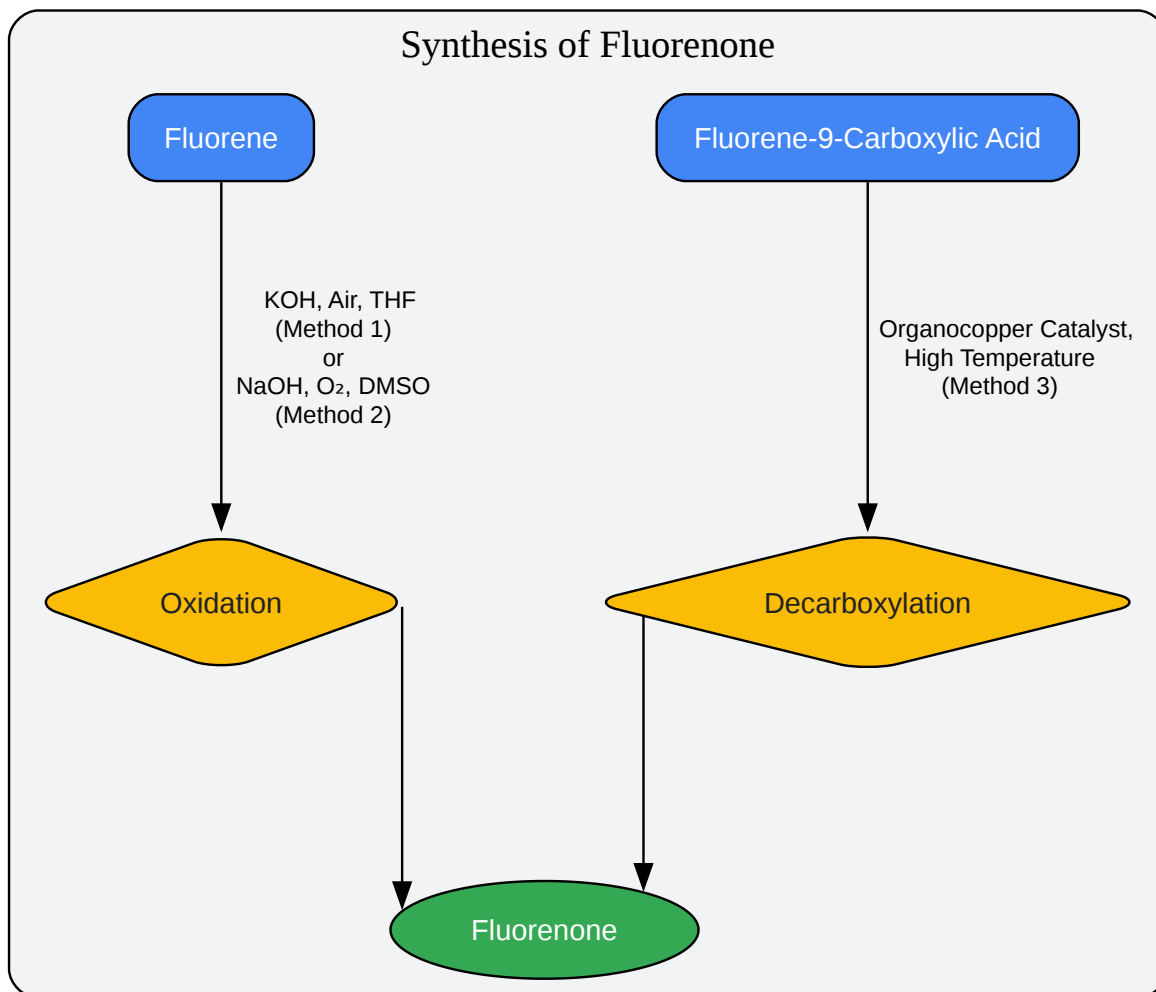 Synthesis of Fluorenone
Fluorene
Fluorene-9-Carboxylic Acid
KOH, Air, THF
(Method 1)
or
NaOH, O₂, DMSO
(Method 2)
Organocopper Catalyst,
High Temperature
(Method 3)
Oxidation
Decarboxylation
Fluorenone